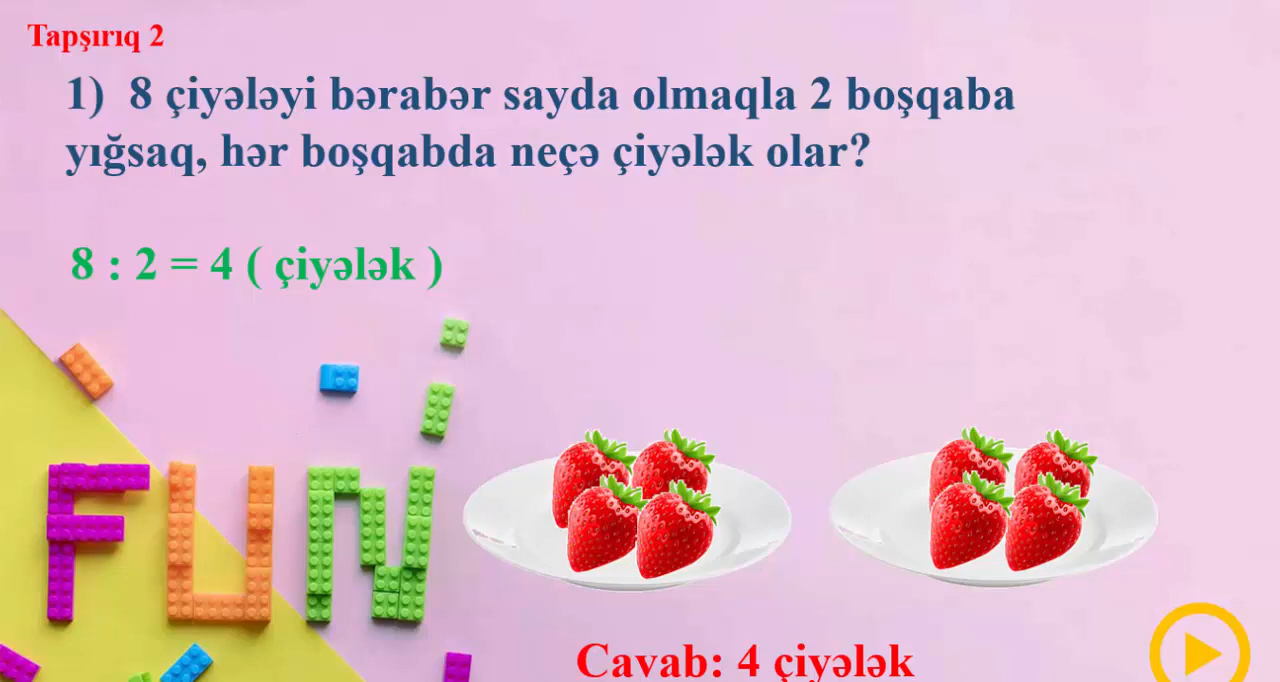 Tapşırıq 2
1) 8 çiyələyi bərabər sayda olmaqla 2 boşqaba
yığsaq, hər boşqabda neçə çiyələk olar?
8 : 2 = 4 ( çiyələk )
FUN
Cavab: 4 çiyələk